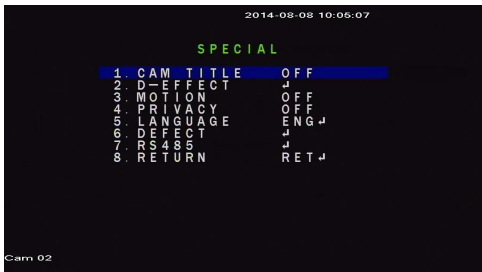 2014-08-08 10:05:07
SPECIAL
1. CAM TITLE OFF
2. D-EFFECT ↲
3. MOTION OFF
4. PRIVACY OFF
5. LANGUAGE ENG↲
6. DEFECT ↲
7. RS485 ↲
8. RETURN RET↲
Cam 02